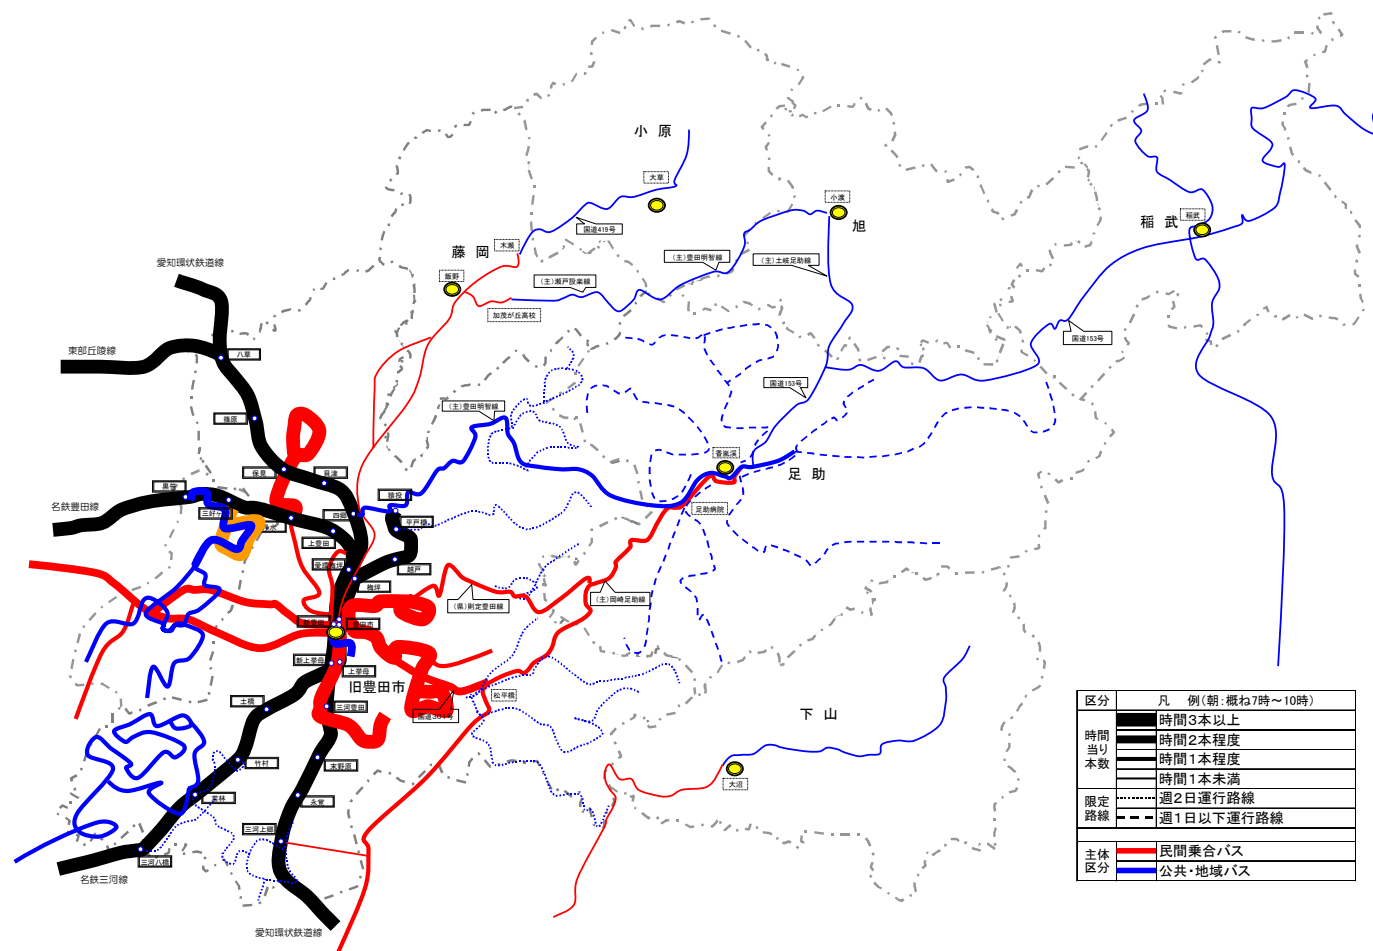 小原
大草
小渡
旭
稲武
稲武
国道419号
藤岡
木瀬
(主)豊田明智線
(主)土岐足助線
愛知環状鉄道線
飯野
(主)瀬戸設楽線
加茂が丘高校
国道153号
東部丘陵線
八草
国道153号
篠原
(主)豊田明智線
保見
貝津
香嵐渓
足助
黒笹
猿投
名鉄豊田線
三好ヶ
四郷
平戸橋
足助病院
上豊田
愛環梅坪
越戸
梅坪
(県)則定豊田線
(主)岡崎足助線
新豊田
豊田市
新上挙母
上挙母
旧豊田市
松平橋
土橋
三河豊田
国道301号
下山
竹村
末野原
大沼
若林
永覚
三河上郷
三河八橋
名鉄三河線
愛知環状鉄道線
区分 凡 例(朝:概ね7時~10時)
時間当り本数
時間3本以上
時間2本程度
時間1本程度
時間1本未満
限定路線
週2日運行路線
週1日以下運行路線
主体区分
民間乗合バス
公共・地域バス